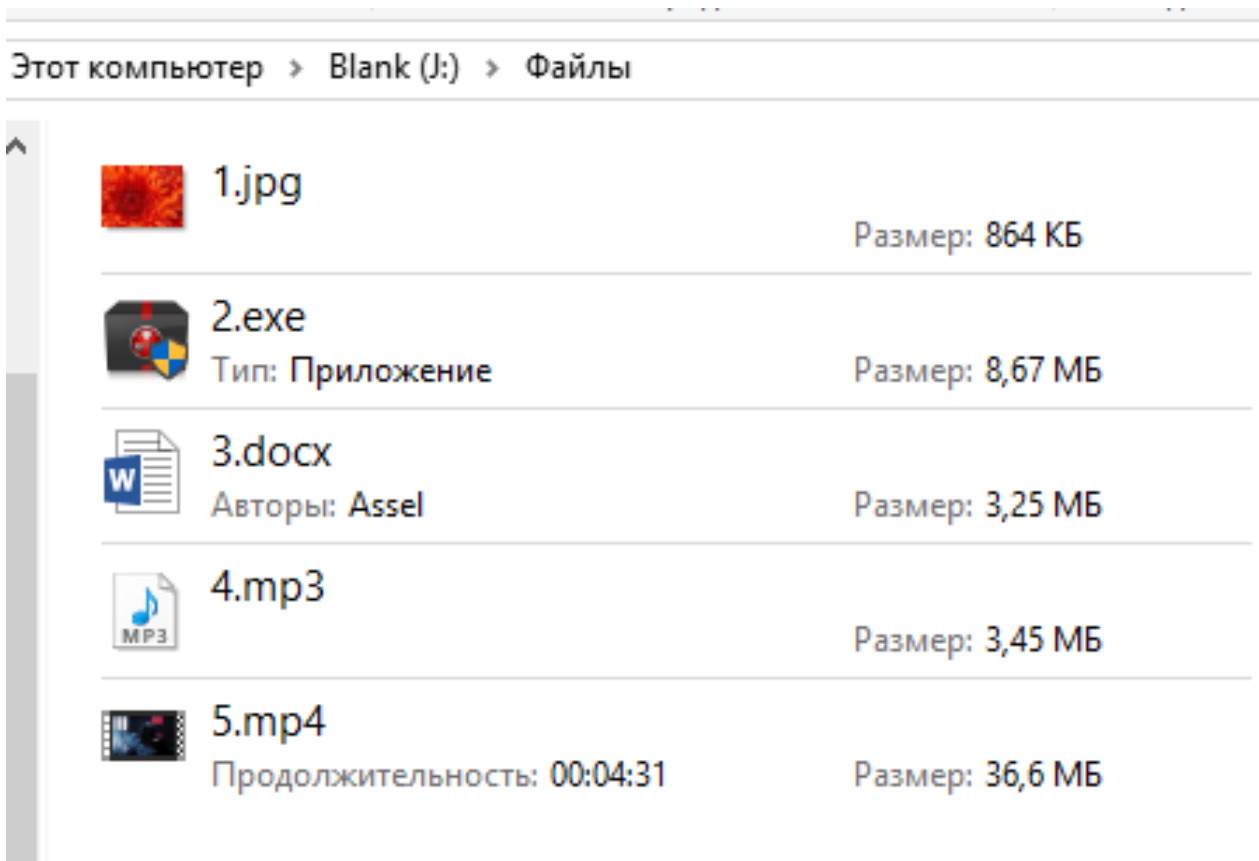 Этот компьютер > Blank (J:) > Файлы
1.jpg
Размер: 864 КБ
2.exe
Тип: Приложение Размер: 8,67 МБ
3.docx
Авторы: Assel Размер: 3,25 МБ
4.mp3
MP3
Размер: 3,45 МБ
5.mp4
Продолжительность: 00:04:31 Размер: 36,6 МБ